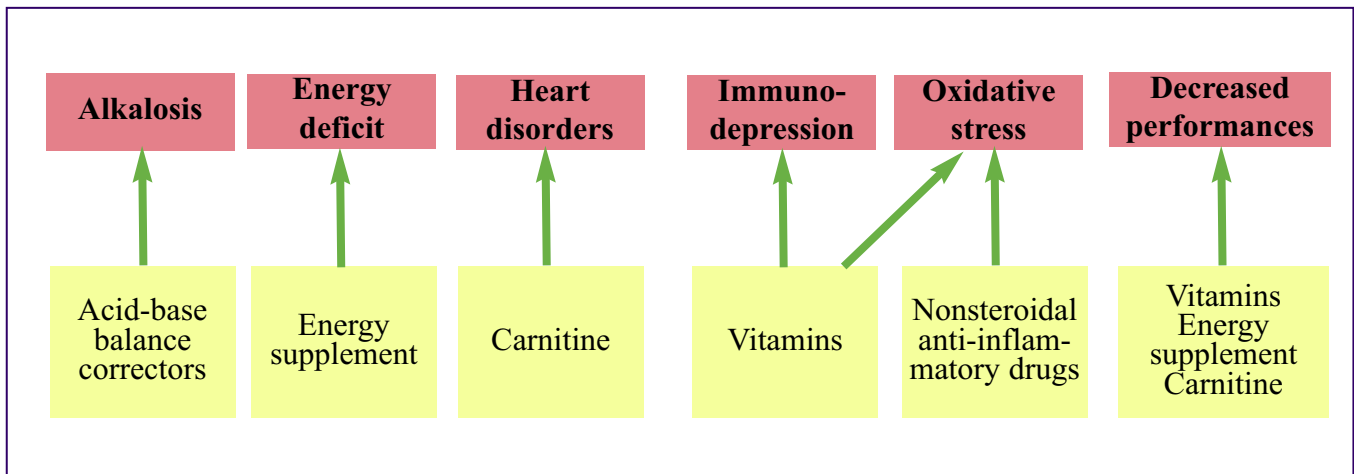 Alkalosis
Energy
deficit
Heart
disorders
Immuno-
depression
Oxidative
stress
Decreased
performances
Acid-base
balance
correctors
Energy
supplement
Carnitine
Vitamins
Nonsteroidal
anti-inflam-
matory drugs
Vitamins
Energy
supplement
Carnitine